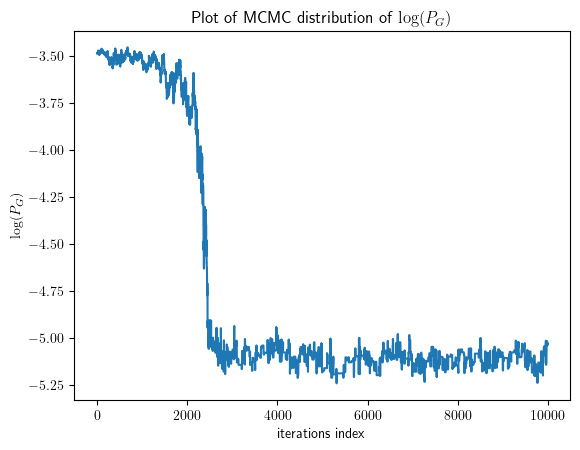 Plot of MCMC distribution of log(P_G)
log(P_G)
−3.50
−3.75
−4.00
−4.25
−4.50
−4.75
−5.00
−5.25
0 2000 4000 6000 8000 10000
iterations index